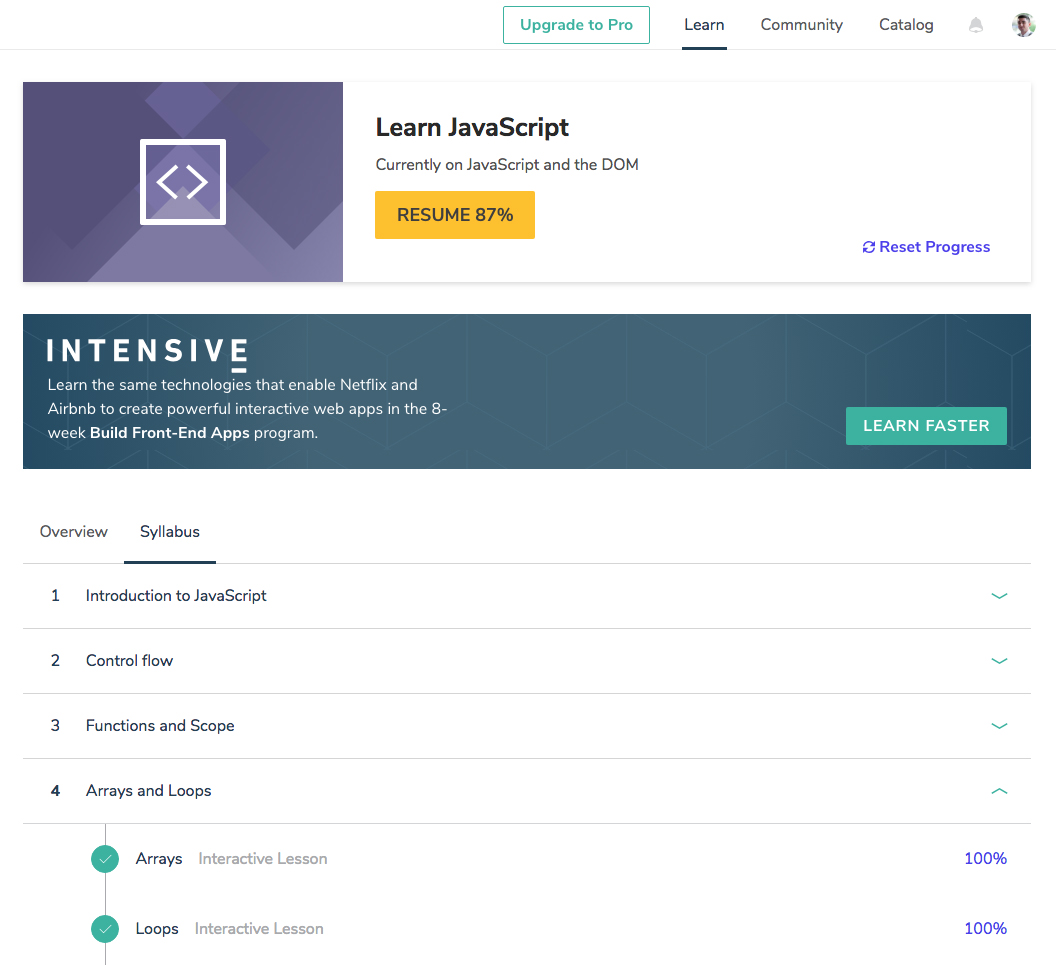 Upgrade to Pro
Learn
Community
Catalog
Learn JavaScript
Currently on JavaScript and the DOM
RESUME 87%
Reset Progress
INTENSIVE
Learn the same technologies that enable Netflix and
Airbnb to create powerful interactive web apps in the 8-
week Build Front-End Apps program.
LEARN FASTER
Overview
Syllabus
1 Introduction to JavaScript
2 Control flow
3 Functions and Scope
4 Arrays and Loops
Arrays Interactive Lesson 100%
Loops Interactive Lesson 100%